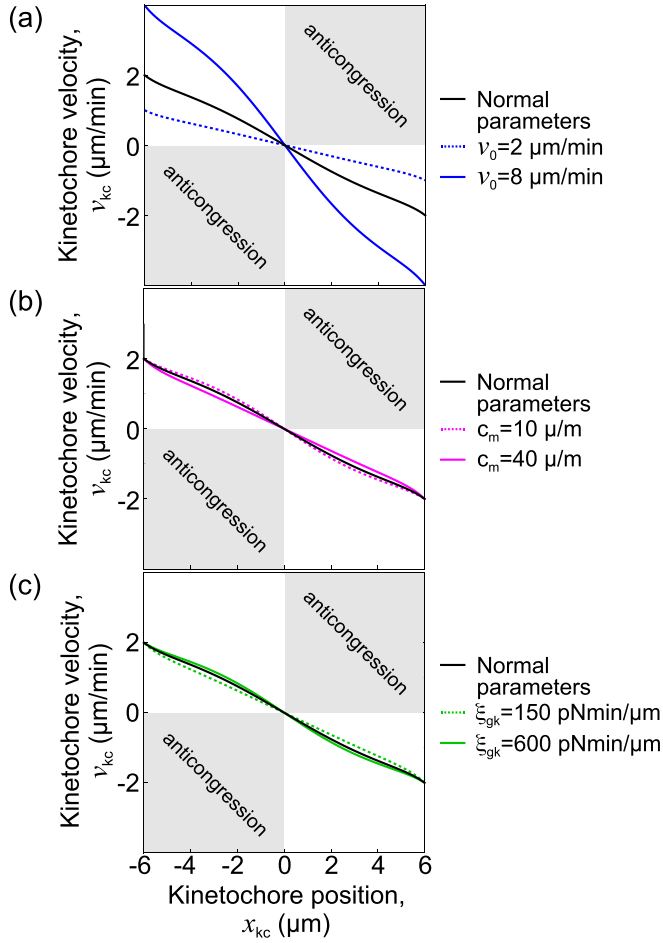 (a)
Kinetochore velocity,
v_kc (µm/min)
2
0
-2
anticongression
anticongression
Normal
parameters
v_0=2 µm/min
v_0=8 µm/min
(b)
Kinetochore velocity,
v_kc (µm/min)
2
0
-2
anticongression
anticongression
Normal
parameters
c_m=10 µ/m
c_m=40 µ/m
(c)
Kinetochore velocity,
v_kc (µm/min)
2
0
-2
anticongression
anticongression
Normal
parameters
ξ_gk=150 pNmin/µm
ξ_gk=600 pNmin/µm
-6 -4 -2 0 2 4 6
Kinetochore position,
x_kc (µm)